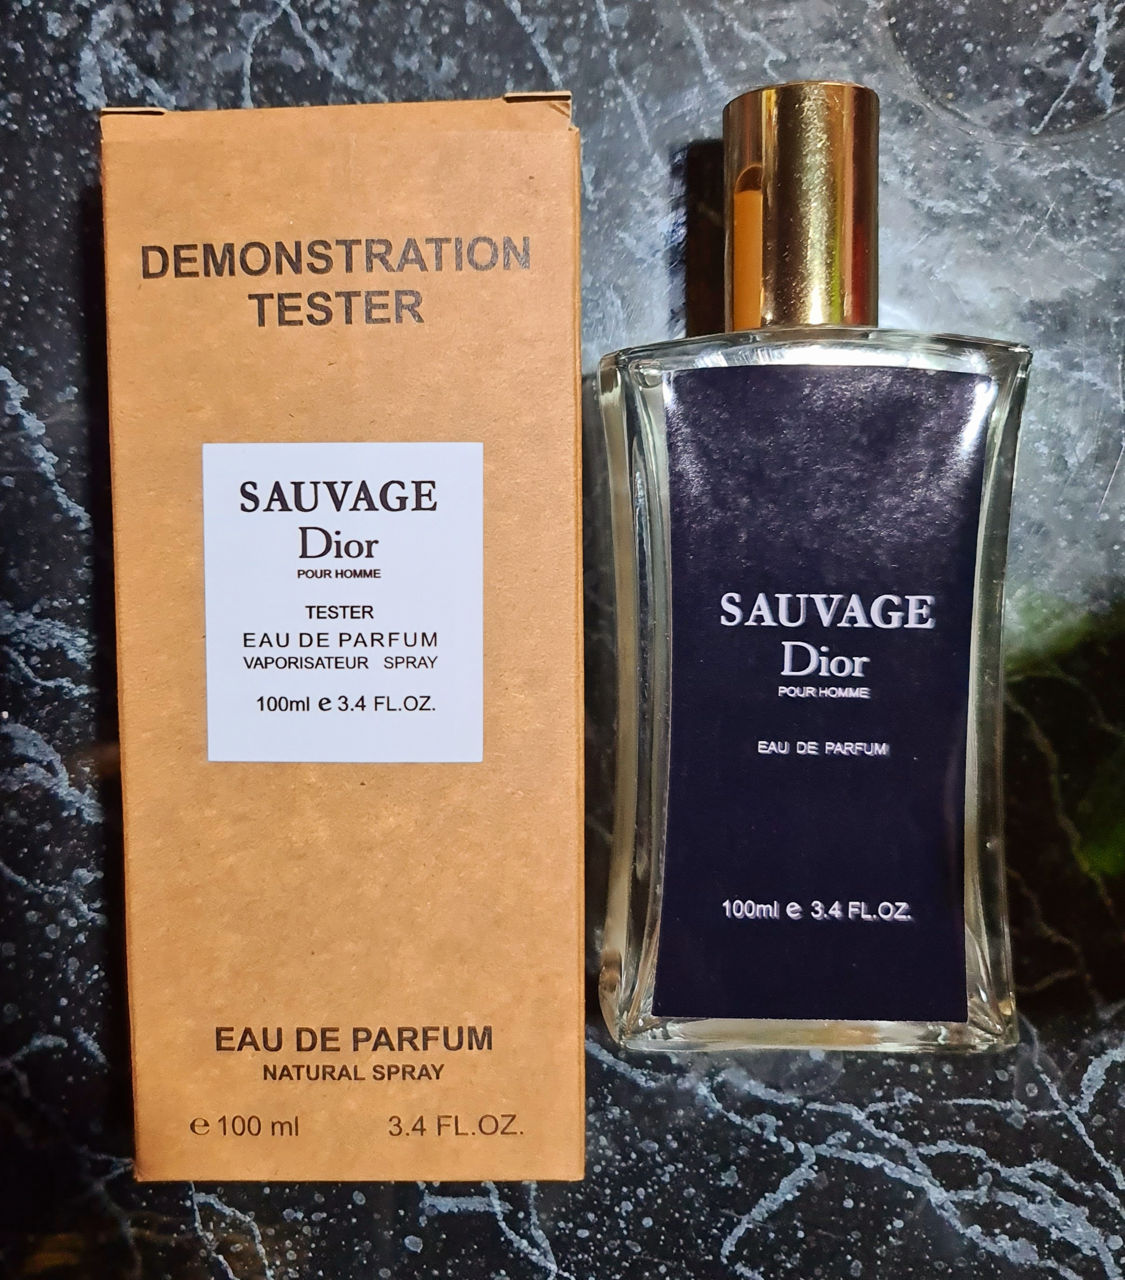 DEMONSTRATION
TESTER
SAUVAGE
Dior
POUR HOMME
TESTER
EAU DE PARFUM
VAPORISATEUR SPRAY
100ml e 3.4 FL.OZ.
EAU DE PARFUM
NATURAL SPRAY
e 100 ml 3.4 FL.OZ.
SAUVAGE
Dior
POUR HOMME
EAU DE PARFUM
100ml e 3.4 FL.OZ.